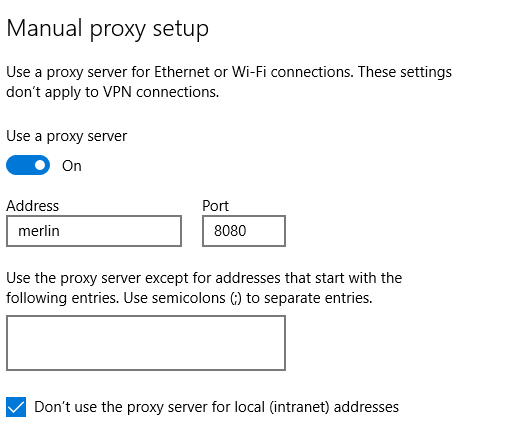 Manual proxy setup
Use a proxy server for Ethernet or Wi-Fi connections. These settings
don't apply to VPN connections.
Use a proxy server
On
Address Port
merlin 8080
Use the proxy server except for addresses that start with the
following entries. Use semicolons (;) to separate entries.
Don't use the proxy server for local (intranet) addresses